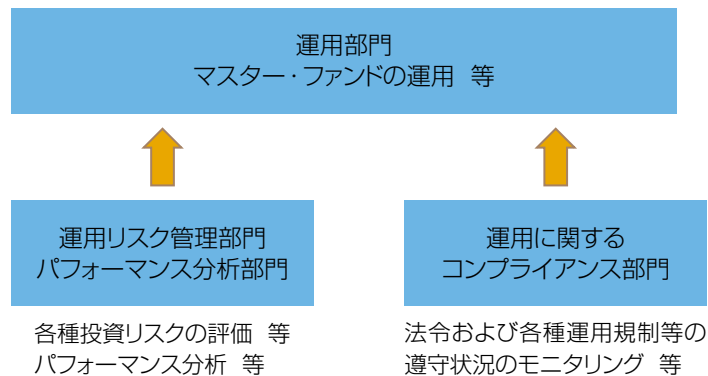 運用部門
マスター・ファンドの運用 等
運用リスク管理部門
パフォーマンス分析部門
運用に関する
コンプライアンス部門
各種投資リスクの評価 等
パフォーマンス分析 等
法令および各種運用規制等の
遵守状況のモニタリング 等